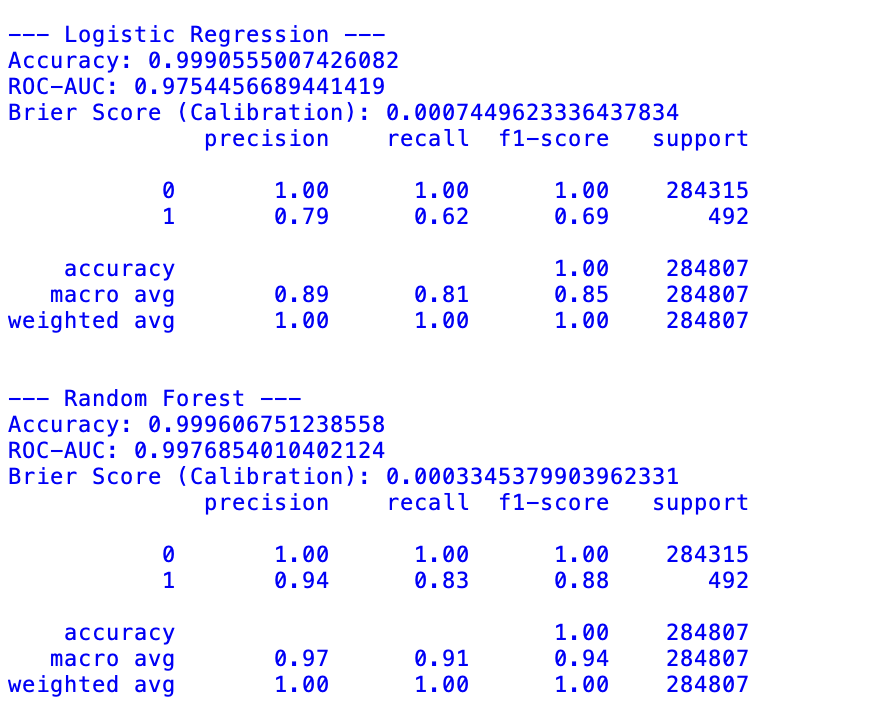 --- Logistic Regression ---
Accuracy: 0.9990555007426082
ROC-AUC: 0.9754456689441419
Brier Score (Calibration): 0.0007449623336437834
              precision    recall  f1-score   support

           0       1.00      1.00      1.00    284315
           1       0.79      0.62      0.69       492

    accuracy                           1.00    284807
   macro avg       0.89      0.81      0.85    284807
weighted avg       1.00      1.00      1.00    284807

--- Random Forest ---
Accuracy: 0.999606751238558
ROC-AUC: 0.9976854010402124
Brier Score (Calibration): 0.0003345379903962331
              precision    recall  f1-score   support

           0       1.00      1.00      1.00    284315
           1       0.94      0.83      0.88       492

    accuracy                           1.00    284807
   macro avg       0.97      0.91      0.94    284807
weighted avg       1.00      1.00      1.00    284807